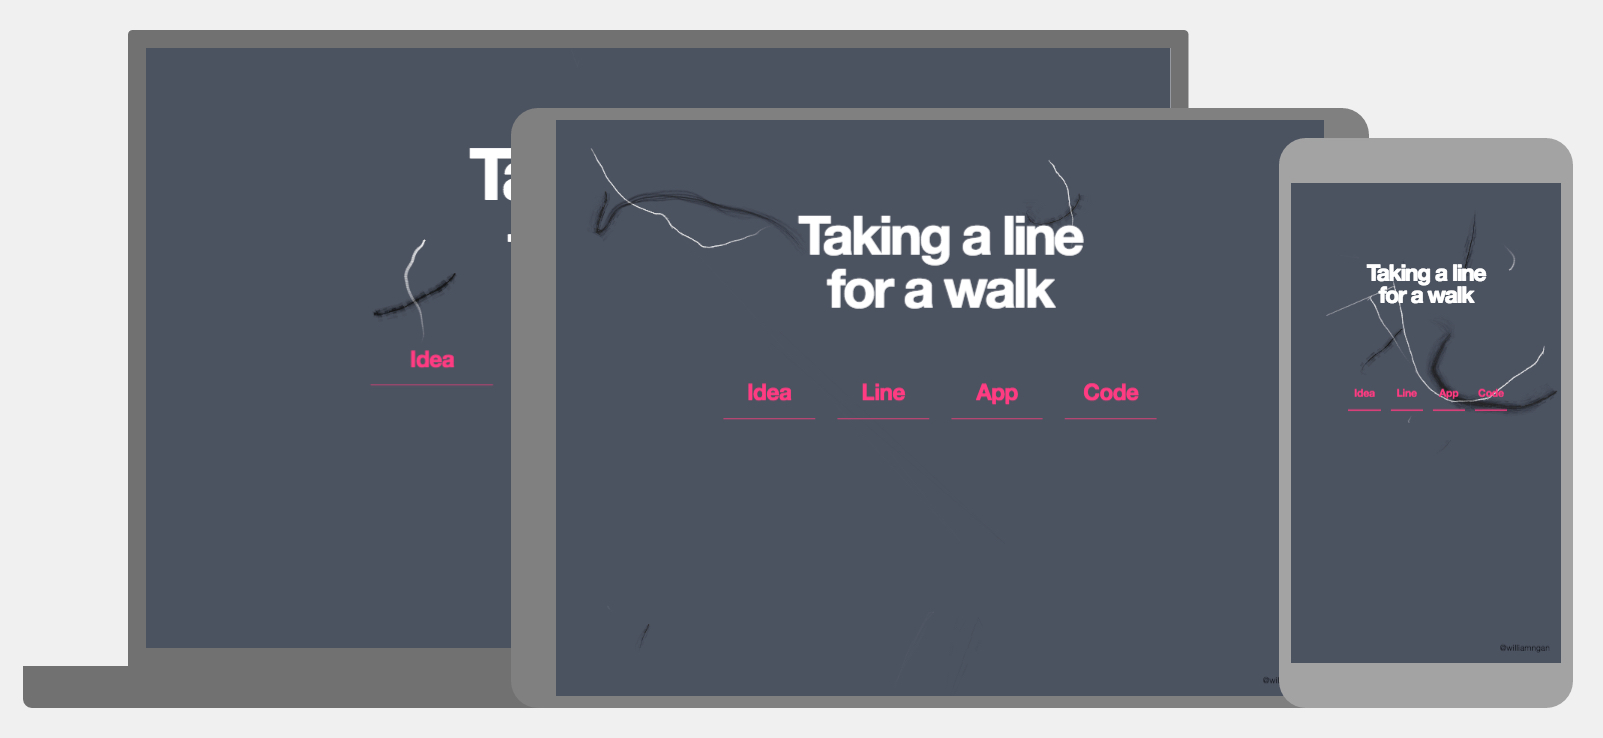 Ta
Idea
Taking a line
for a walk
Idea Line App Code
@wil
Taking a line
for a walk
Idea Line App Code
@williamngan